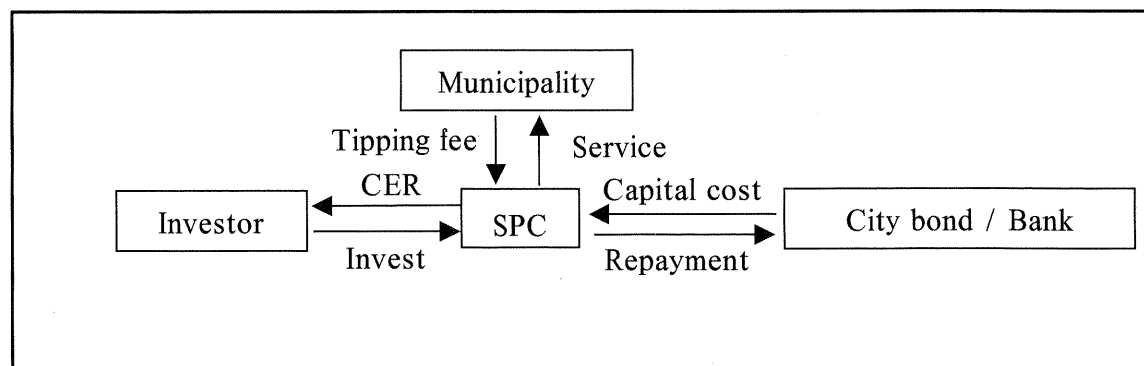 Municipality
Tipping fee
Service
CER
Capital cost
Investor
SPC
City bond / Bank
Invest
Repayment